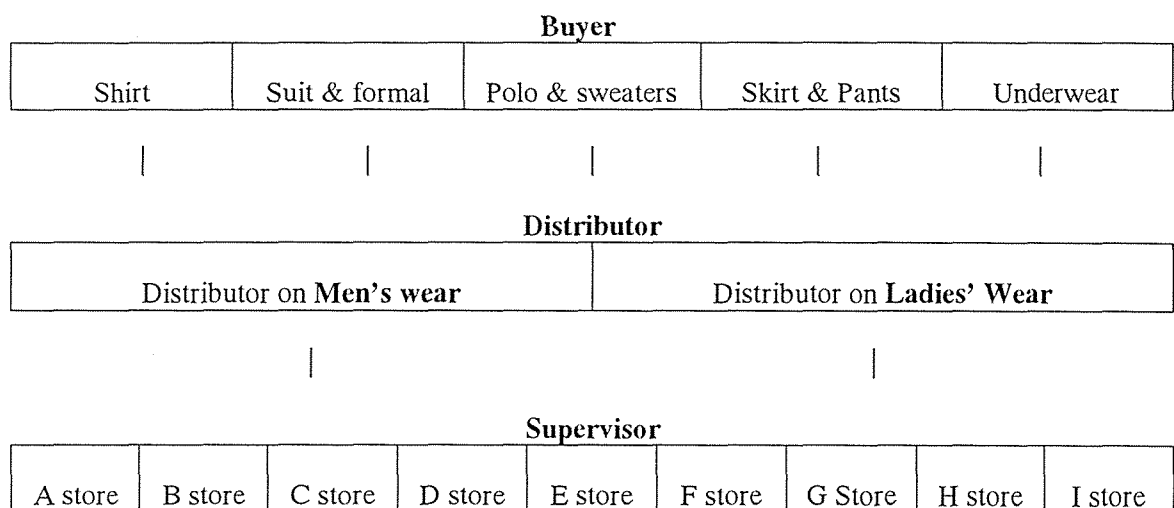 Buyer
Shirt Suit & formal Polo & sweaters Skirt & Pants Underwear
Distributor
Distributor on Men's wear Distributor on Ladies' Wear
Supervisor
A store B store C store D store E store F store G Store H store I store